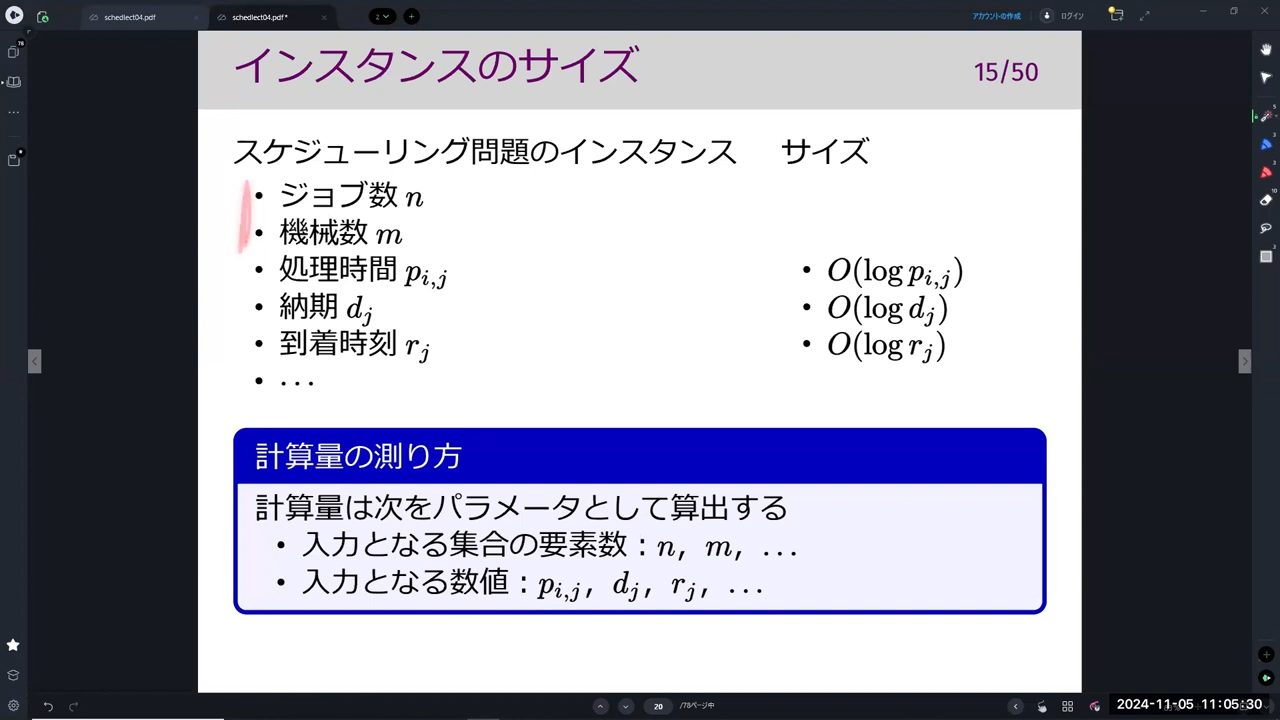 schedlect04.pdf
schedlect04.pdf*
2
アカウントの作成
ログイン
インスタンスのサイズ
15/50
スケジューリング問題のインスタンス サイズ
• ジョブ数 n
• 機械数 m
• 処理時間 p_{i,j} • O(log p_{i,j})
• 納期 d_j • O(log d_j)
• 到着時刻 r_j • O(log r_j)
• ···
計算量の測り方
計算量は次をパラメータとして算出する
• 入力となる集合の要素数：n, m, ...
• 入力となる数値：p_{i,j}, d_j, r_j, ...
20 /78ページ中
2024-11-05 11:05:30